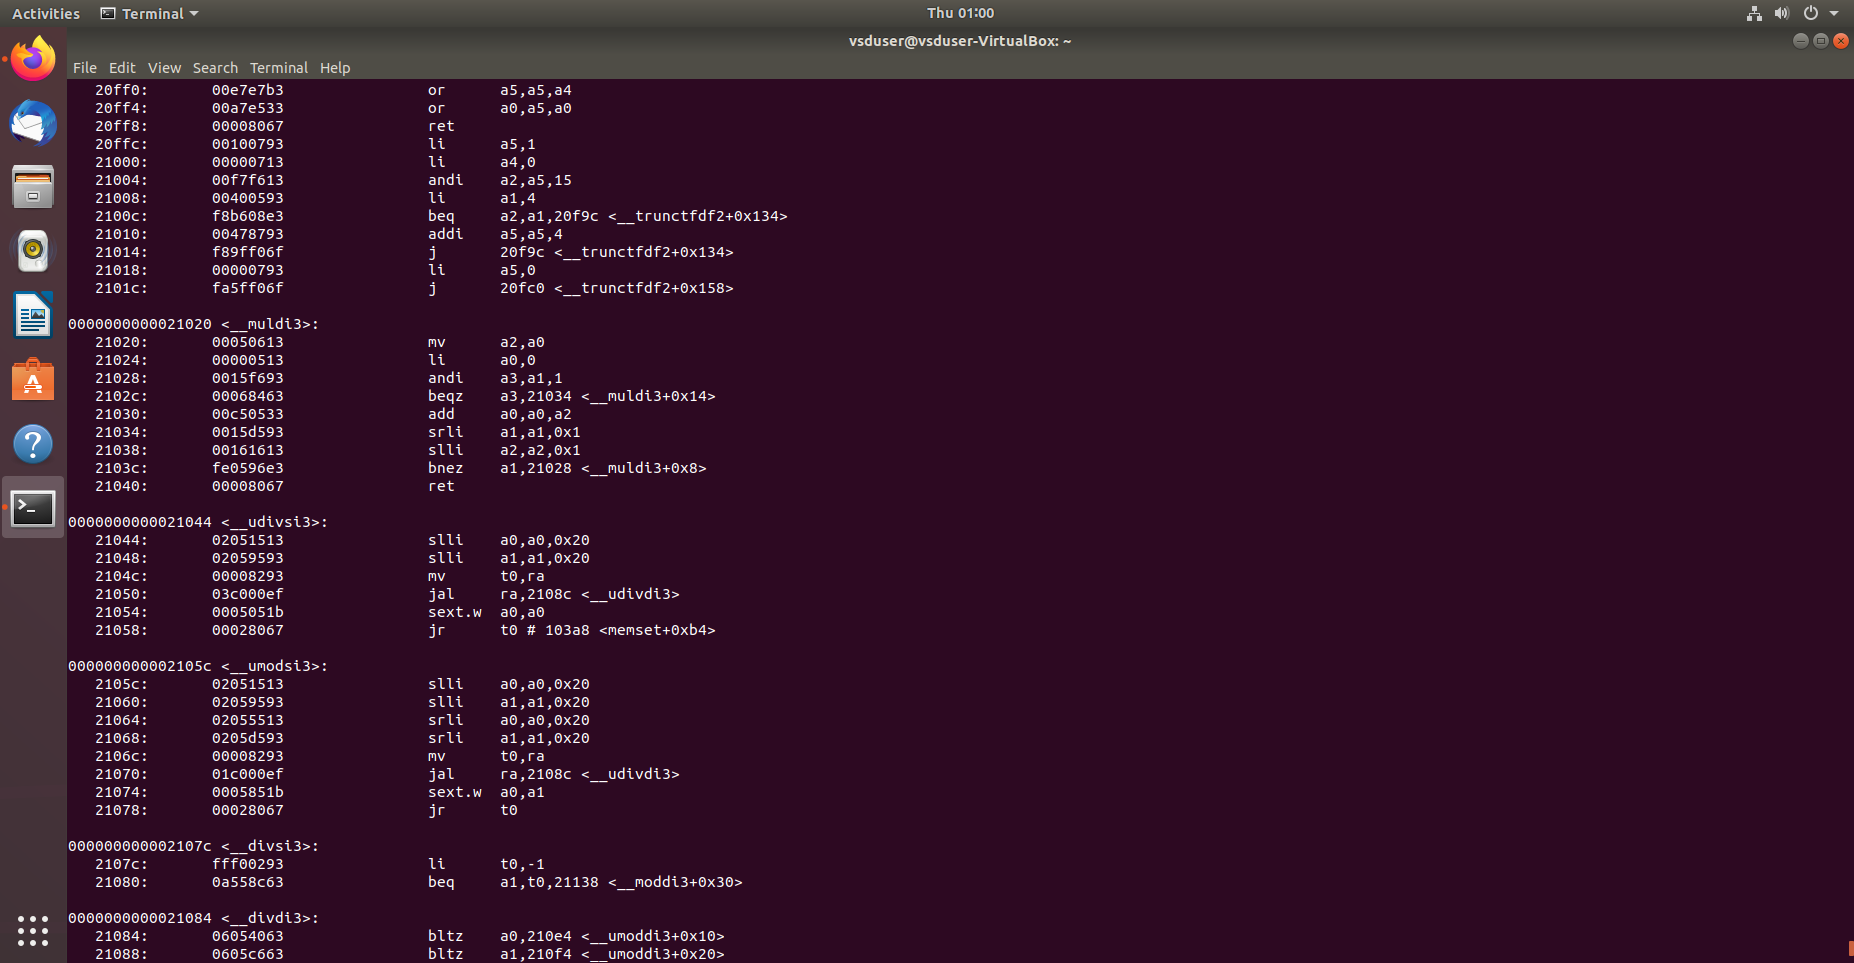 Activities Terminal Thu 01:00
vsduser@vsduser-VirtualBox: ~
File Edit View Search Terminal Help
20ff0: 00e7e7b3 or a5,a5,a4
20ff4: 00a7e533 or a0,a5,a0
20ff8: 00008067 ret
20ffc: 00100793 li a5,1
21000: 00000713 li a4,0
21004: 00f7f613 andi a2,a5,15
21008: 00400593 li a1,4
2100c: f8b608e3 beq a2,a1,20f9c <__trunctfdf2+0x134>
21010: 00478793 addi a5,a5,4
21014: f89ff06f j 20f9c <__trunctfdf2+0x134>
21018: 00000793 li a5,0
2101c: fa5ff06f j 20fc0 <__trunctfdf2+0x158>
0000000000021020 <__muldi3>:
21020: 00050613 mv a2,a0
21024: 00000513 li a0,0
21028: 0015f693 andi a3,a1,1
2102c: 00068463 beqz a3,21034 <__muldi3+0x14>
21030: 00c50533 add a0,a0,a2
21034: 0015d593 srli a1,a1,0x1
21038: 00161613 slli a2,a2,0x1
2103c: fe0596e3 bnez a1,21028 <__muldi3+0x8>
21040: 00008067 ret
0000000000021044 <__udivsi3>:
21044: 02051513 slli a0,a0,0x20
21048: 02059593 slli a1,a1,0x20
2104c: 00008293 mv t0,ra
21050: 03c000ef jal ra,2108c <__udivdi3>
21054: 0005051b sext.w a0,a0
21058: 00028067 jr t0 # 103a8 <memset+0xb4>
000000000002105c <__umodsi3>:
2105c: 02051513 slli a0,a0,0x20
21060: 02059593 slli a1,a1,0x20
21064: 02055513 srli a0,a0,0x20
21068: 0205d593 srli a1,a1,0x20
2106c: 00008293 mv t0,ra
21070: 01c000ef jal ra,2108c <__udivdi3>
21074: 0005851b sext.w a0,a1
21078: 00028067 jr t0
000000000002107c <__divsi3>:
2107c: fff00293 li t0,-1
21080: 0a558c63 beq a1,t0,21138 <__moddi3+0x30>
0000000000021084 <__divdi3>:
21084: 06054063 bltz a0,210e4 <__umoddi3+0x10>
21088: 0605c663 bltz a1,210f4 <__umoddi3+0x20>